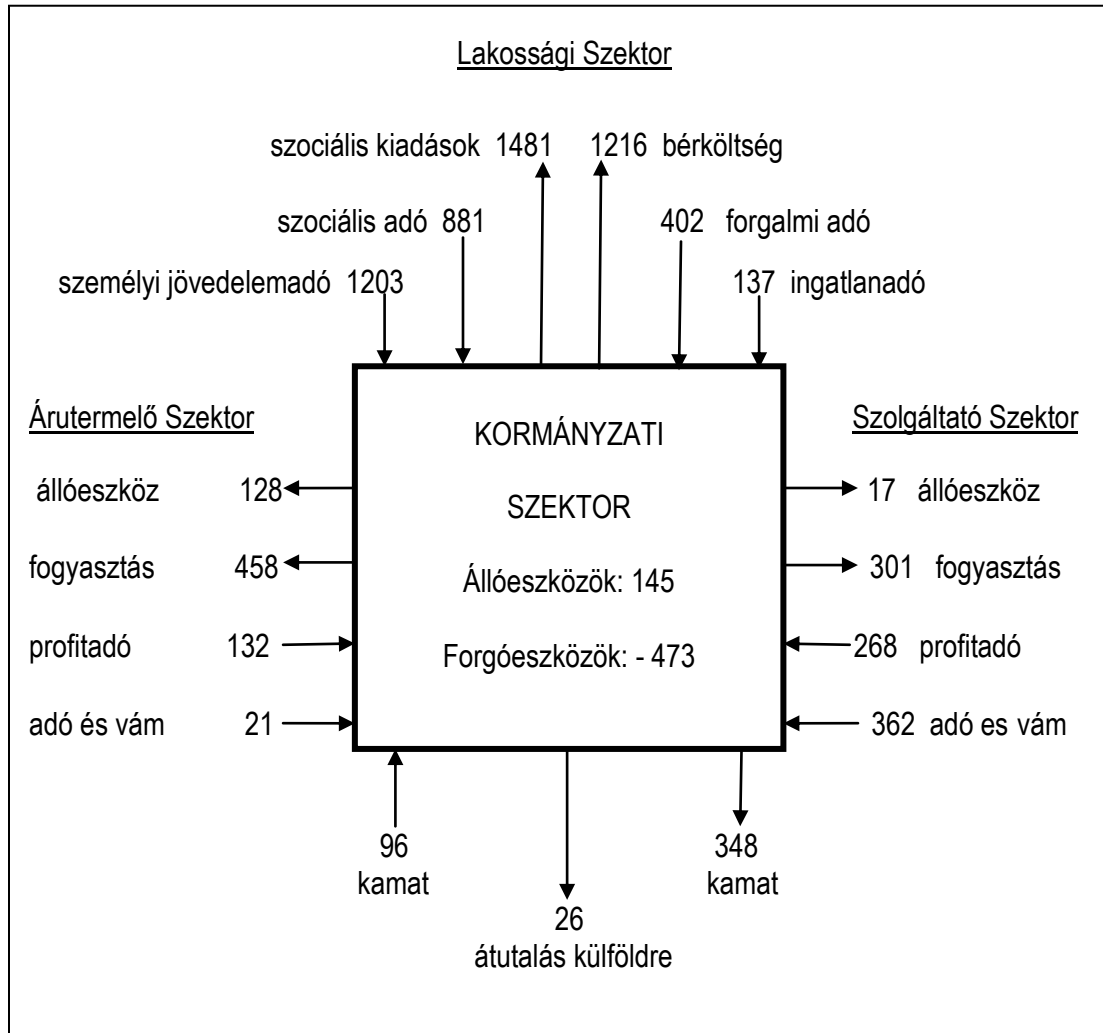 Lakossági Szektor
szociális kiadások 1481 1216 bérköltség
szociális adó 881 402 forgalmi adó
személyi jövedelemadó 1203 137 ingatlanadó
Árutermelő Szektor KORMÁNYZATI Szolgáltató Szektor
állóeszköz 128 SZEKTOR 17 állóeszköz
fogyasztás 458 Állóeszközök: 145 301 fogyasztás
profitadó 132 Forgóeszközök: - 473 268 profitadó
adó és vám 21 362 adó es vám
96 348
kamat kamat
26
átutalás külföldre